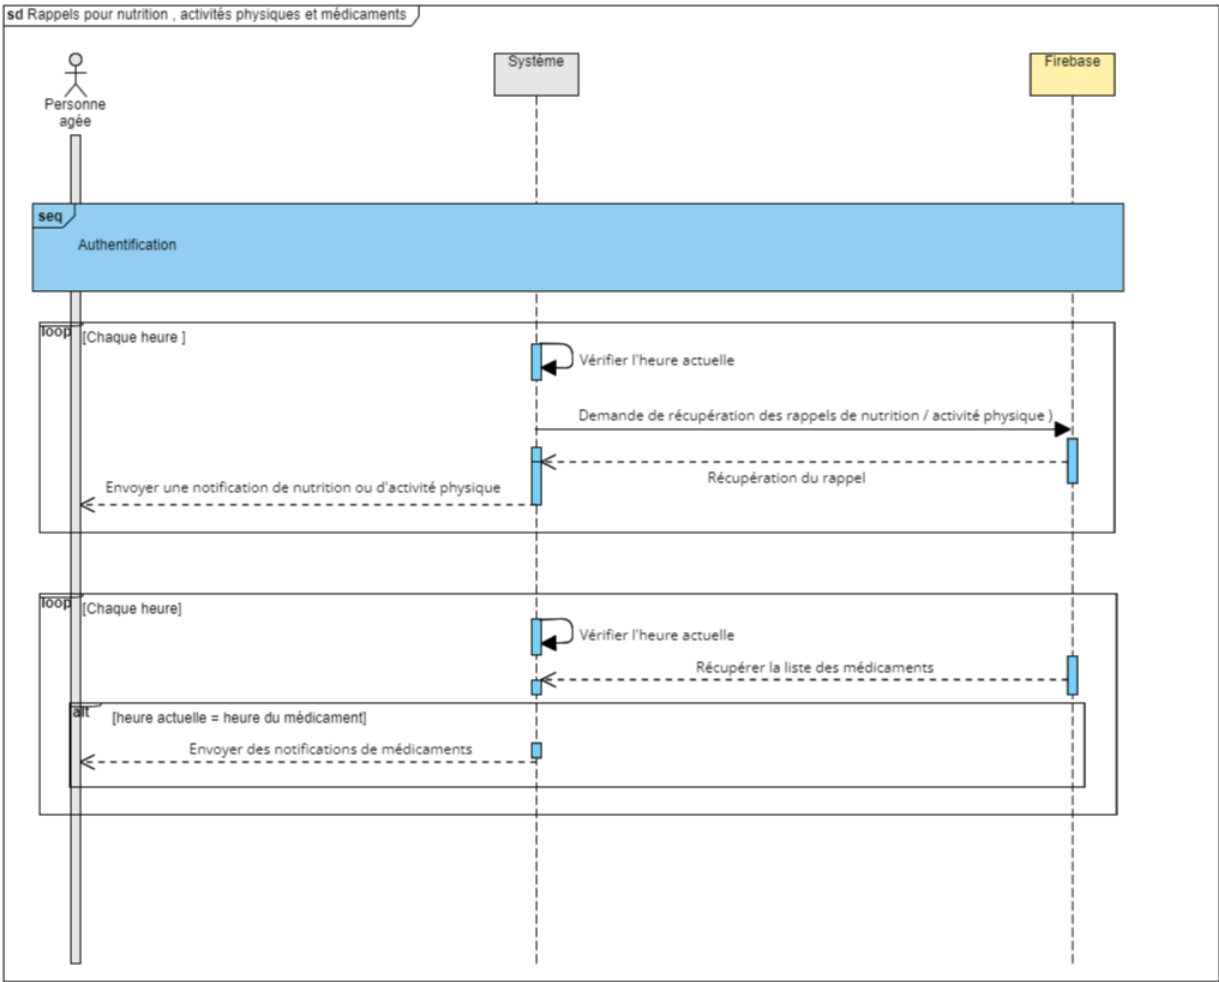 sd Rappels pour nutrition , activités physiques et médicaments
Système
Firebase
Personne
agée
seq
Authentification
loop
[Chaque heure ]
Vérifier l'heure actuelle
Demande de récupération des rappels de nutrition / activité physique )
Récupération du rappel
Envoyer une notification de nutrition ou d'activité physique
loop
[Chaque heure]
Vérifier l'heure actuelle
Récupérer la liste des médicaments
alt
[heure actuelle = heure du médicament]
Envoyer des notifications de médicaments